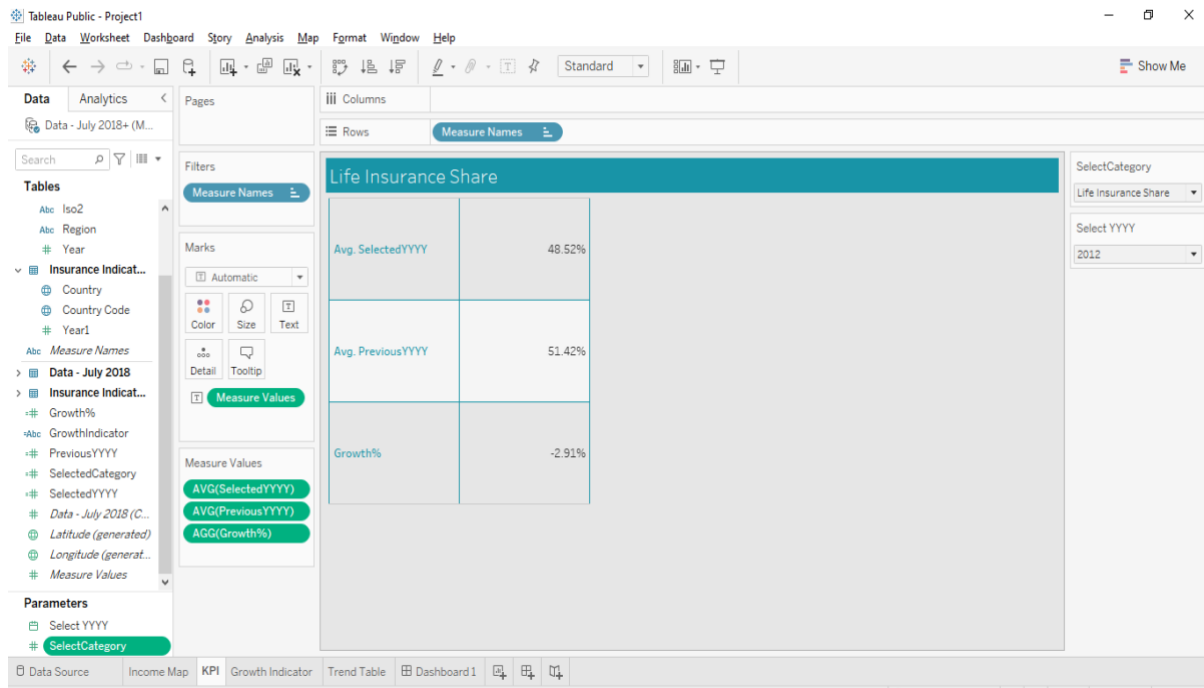 Tableau Public - Project1
File Data Worksheet Dashboard Story Analysis Map Format Window Help
Standard
Show Me
Data Analytics
Data - July 2018+ (M...
Search
Tables
Abc Iso2
Abc Region
# Year
Insurance Indicat...
Country
Country Code
# Year1
Abc Measure Names
Data - July 2018
Insurance Indicat...
=# Growth%
=Abc GrowthIndicator
=# PreviousYYYY
=# SelectedCategory
=# SelectedYYYY
# Data - July 2018 (C...
Latitude (generated)
Longitude (generat...
# Measure Values
Parameters
Select YYYY
# SelectCategory
Pages
Filters
Measure Names
Marks
Automatic
Color Size Text
Detail Tooltip
Measure Values
Measure Values
AVG(SelectedYYYY)
AVG(PreviousYYYY)
AGG(Growth%)
Columns
Rows Measure Names
Life Insurance Share
Avg. SelectedYYYY 48.52%
Avg. PreviousYYYY 51.42%
Growth% -2.91%
SelectCategory
Life Insurance Share
Select YYYY
2012
Data Source Income Map KPI Growth Indicator Trend Table Dashboard 1